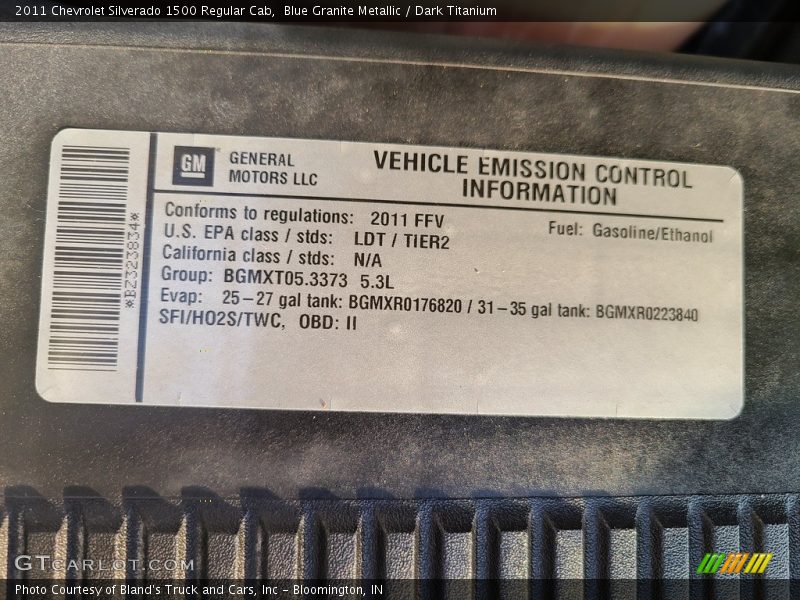 2011 Chevrolet Silverado 1500 Regular Cab, Blue Granite Metallic / Dark Titanium
GM GENERAL MOTORS LLC
VEHICLE EMISSION CONTROL
INFORMATION
Conforms to regulations: 2011 FFV
Fuel: Gasoline/Ethanol
U.S. EPA class / stds: LDT / TIER2
California class / stds: N/A
Group: BGMXT05.3373 5.3L
Evap: 25-27 gal tank: BGMXR0176820 / 31-35 gal tank: BGMXR0223840
SFI/HO2S/TWC, OBD: II
*B2323834*
GTCARLOT.COM
Photo Courtesy of Bland's Truck and Cars, Inc - Bloomington, IN